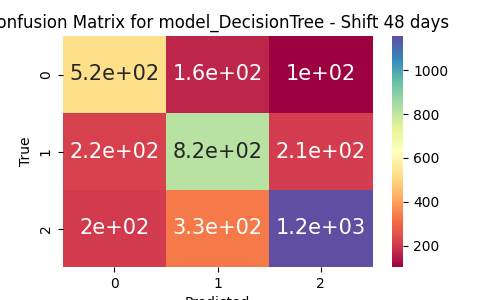 onfusion Matrix for model_DecisionTree - Shift 48 days
0 5.2e+02 1.6e+02 1e+02
1 2.2e+02 8.2e+02 2.1e+02
2 2e+02 3.3e+02 1.2e+03
True
0 1 2
Predicted
1000
800
600
400
200